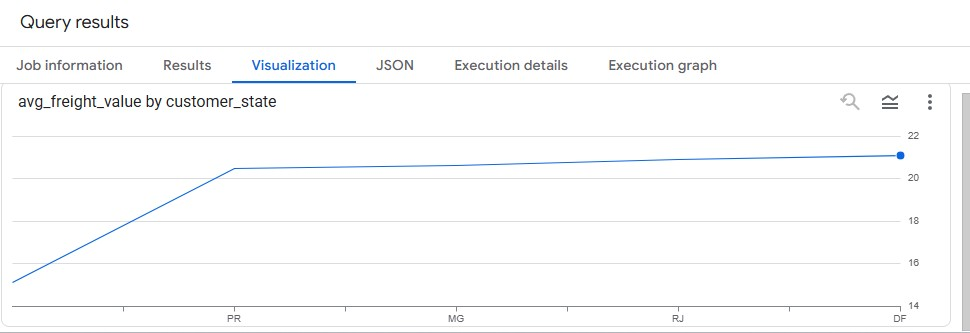 Query results
Job information Results Visualization JSON Execution details Execution graph
avg_freight_value by customer_state
22
20
18
16
14
PR MG RJ DF